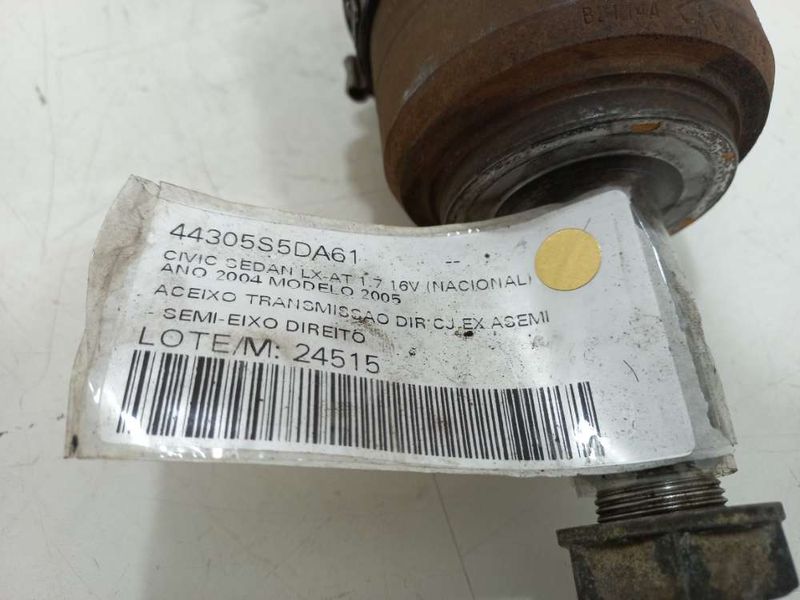 44305S5DA61 --
CIVIC SEDAN LX-AT 1.7 16V (NACIONAL)
ANO 2004 MODELO 2005
ACEIXO TRANSMISSAO DIR CJ EX ASEMI
- SEMI-EIXO DIREITO
LOTE/M: 24515